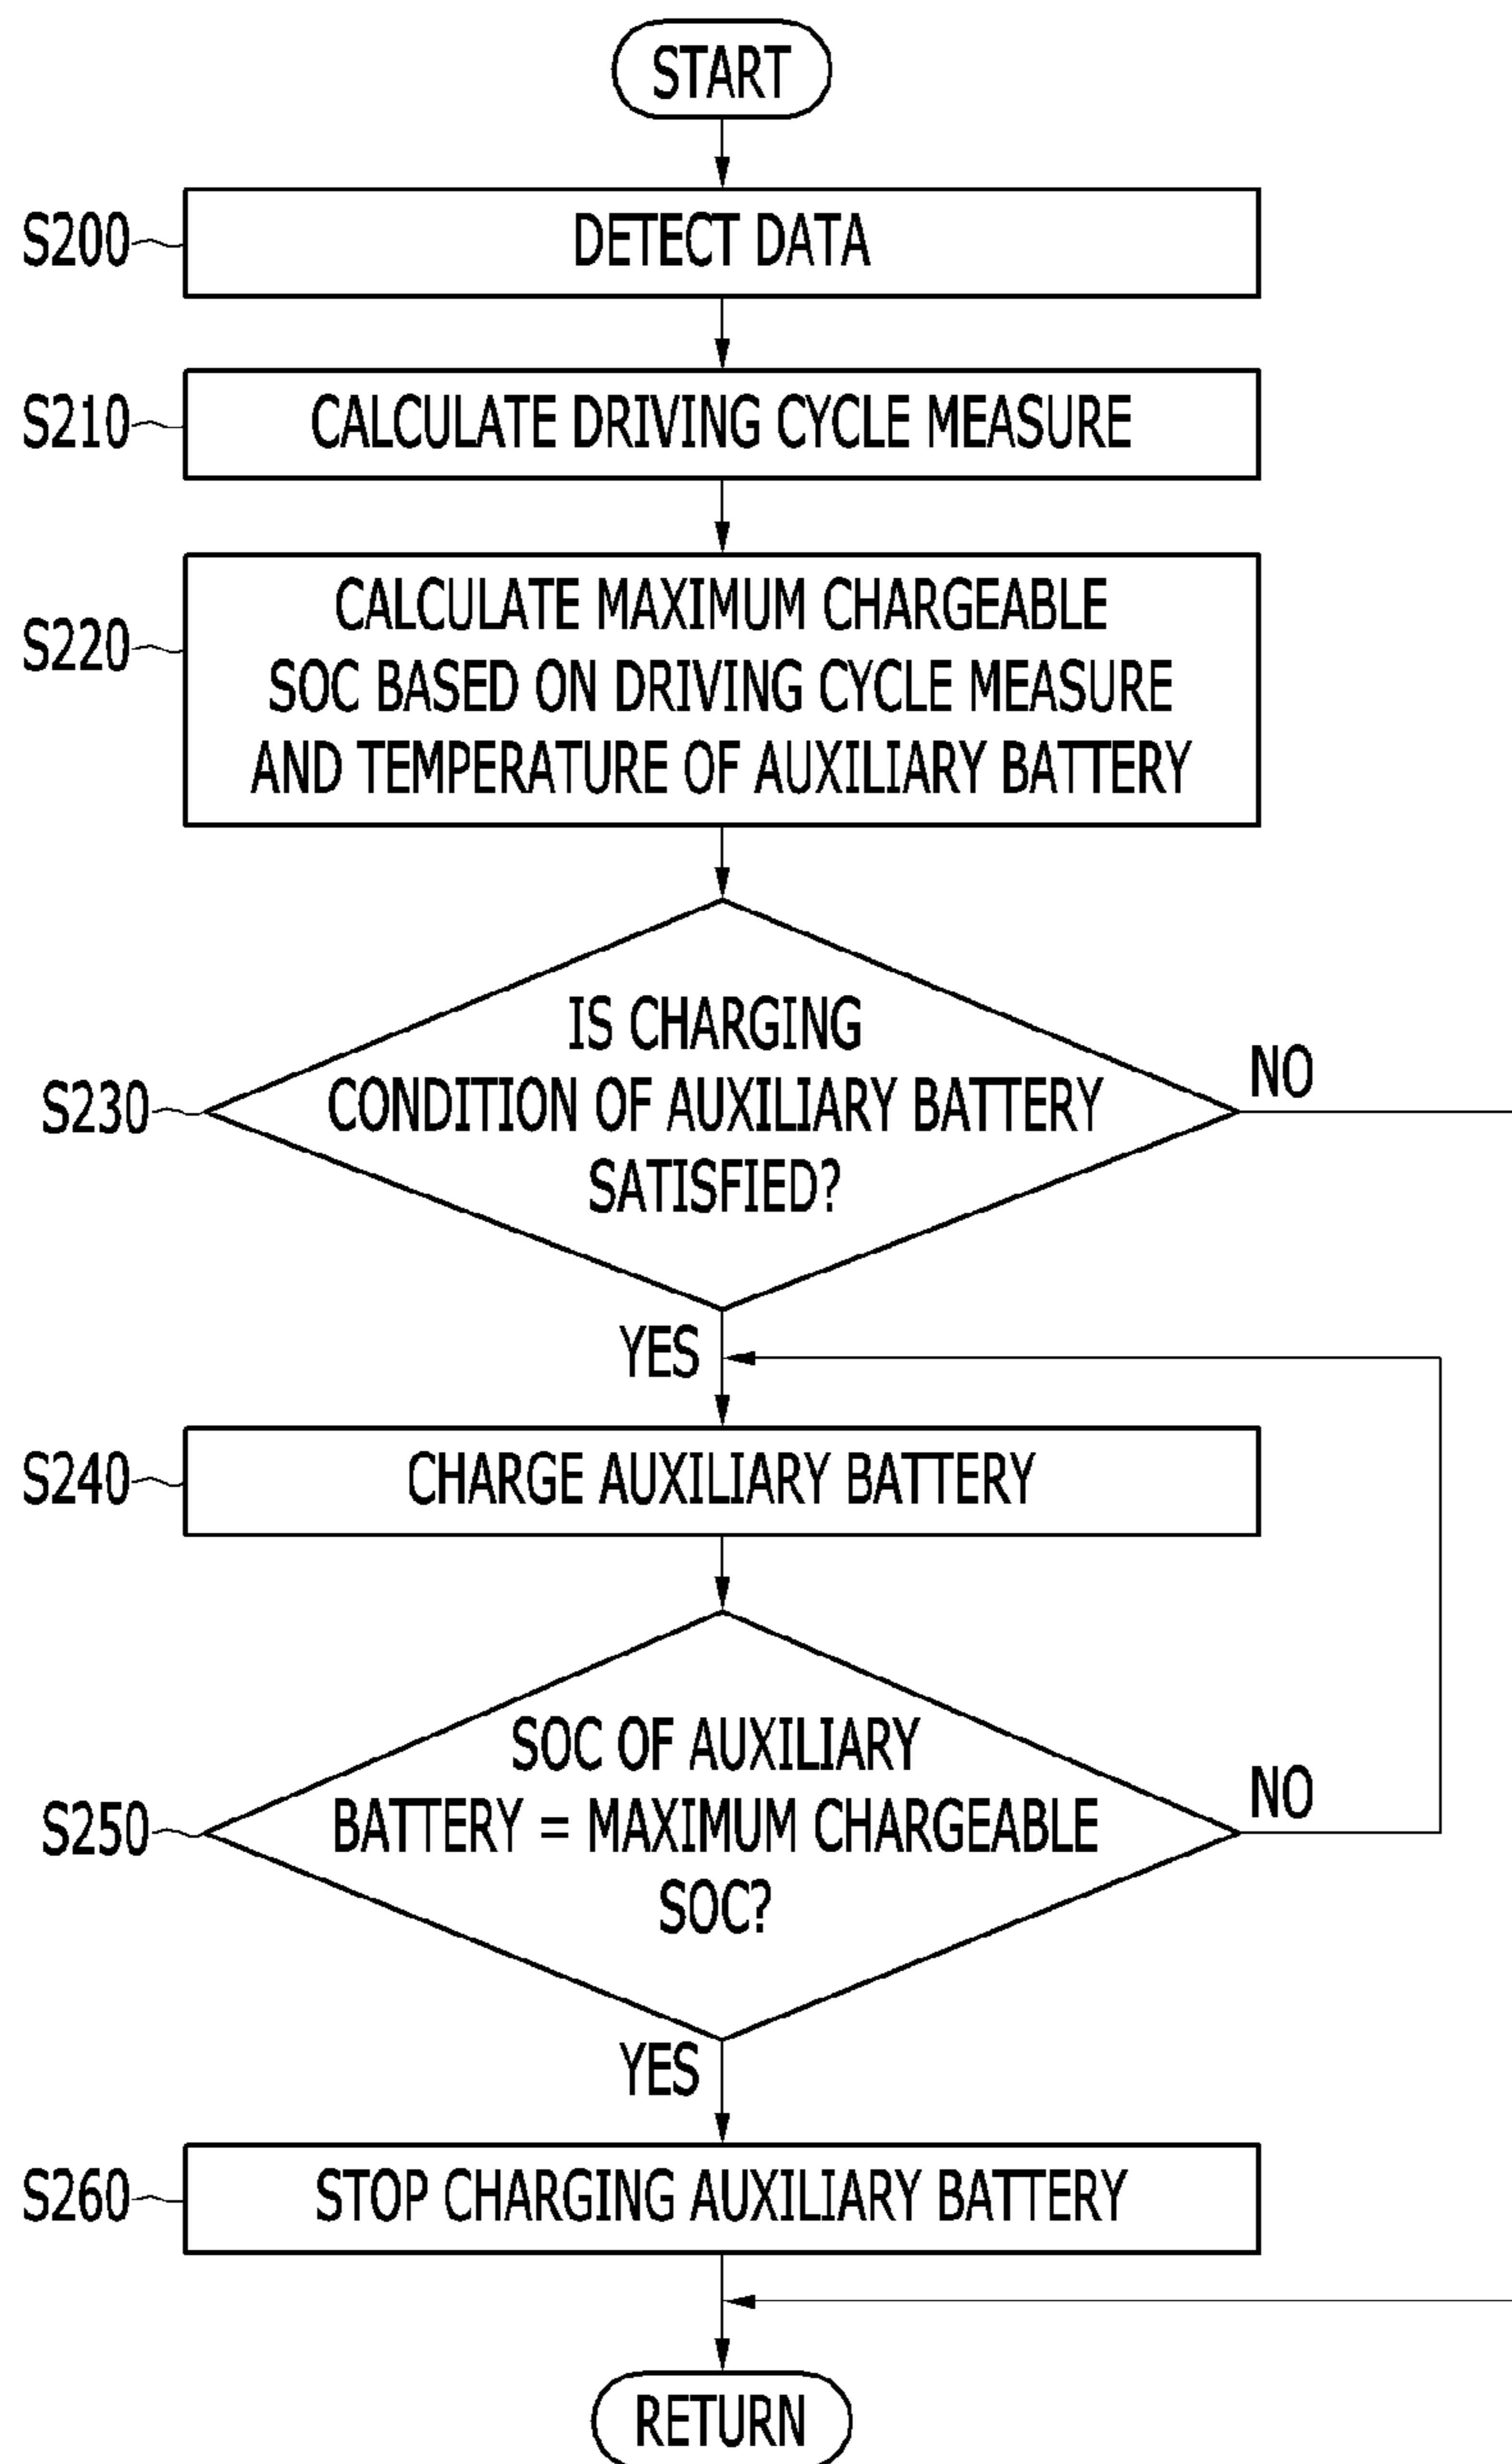 START
S200
DETECT DATA
S210
CALCULATE DRIVING CYCLE MEASURE
S220
CALCULATE MAXIMUM CHARGEABLE
SOC BASED ON DRIVING CYCLE MEASURE
AND TEMPERATURE OF AUXILIARY BATTERY
S230
IS CHARGING
CONDITION OF AUXILIARY BATTERY
SATISFIED?
NO
YES
S240
CHARGE AUXILIARY BATTERY
S250
SOC OF AUXILIARY
BATTERY = MAXIMUM CHARGEABLE
SOC?
NO
YES
S260
STOP CHARGING AUXILIARY BATTERY
RETURN